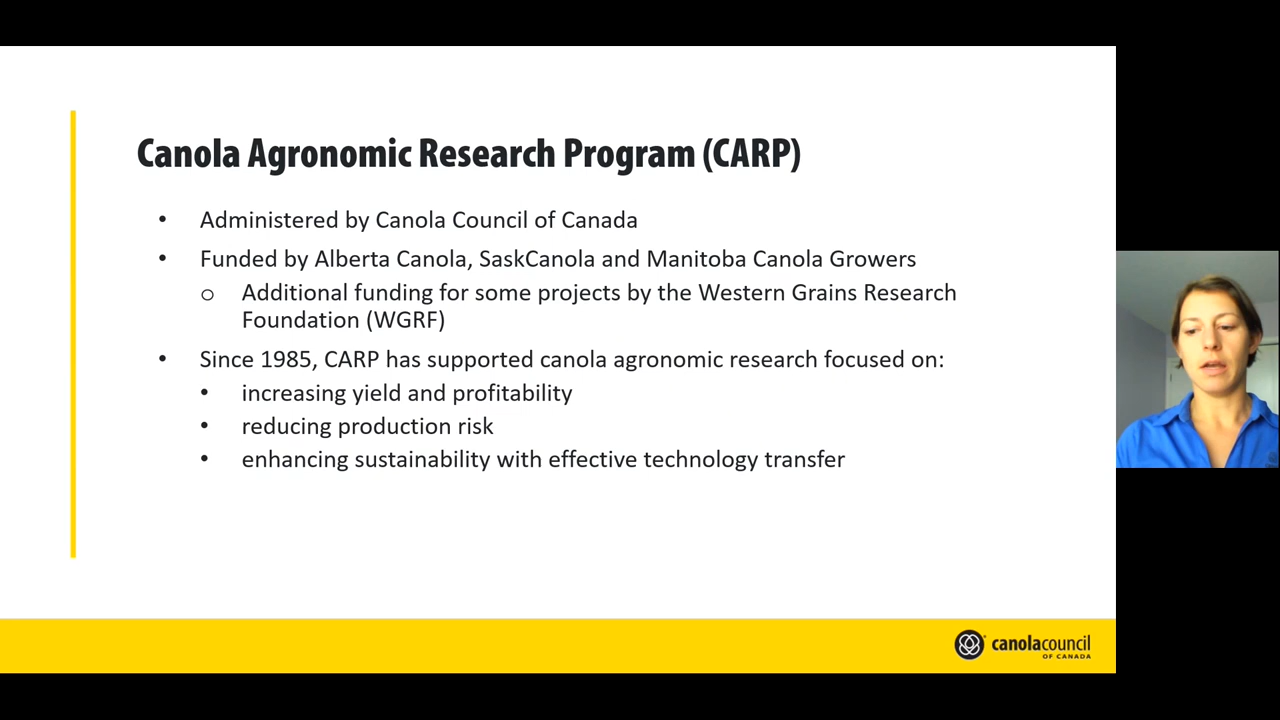 Canola Agronomic Research Program (CARP)
• Administered by Canola Council of Canada
• Funded by Alberta Canola, SaskCanola and Manitoba Canola Growers
o Additional funding for some projects by the Western Grains Research
Foundation (WGRF)
• Since 1985, CARP has supported canola agronomic research focused on:
• increasing yield and profitability
• reducing production risk
• enhancing sustainability with effective technology transfer
canolacouncil
OF CANADA